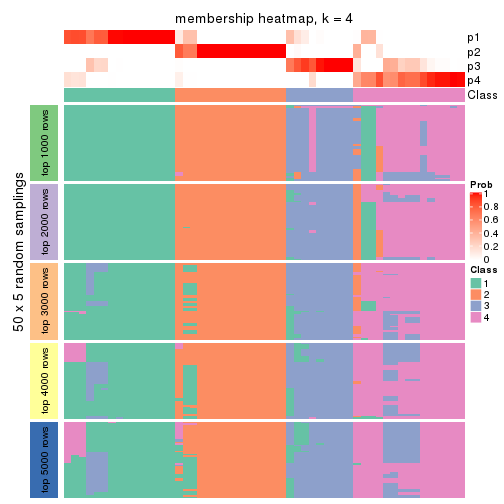 membership heatmap, k = 4
p1
p2
p3
p4
Class
50 x 5 random samplings
top 1000 rows
top 2000 rows
top 3000 rows
top 4000 rows
top 5000 rows
Prob
1
0.8
0.6
0.4
0.2
0
Class
1
2
3
4